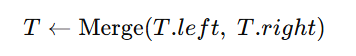 T ← Merge(T.left, T.right)